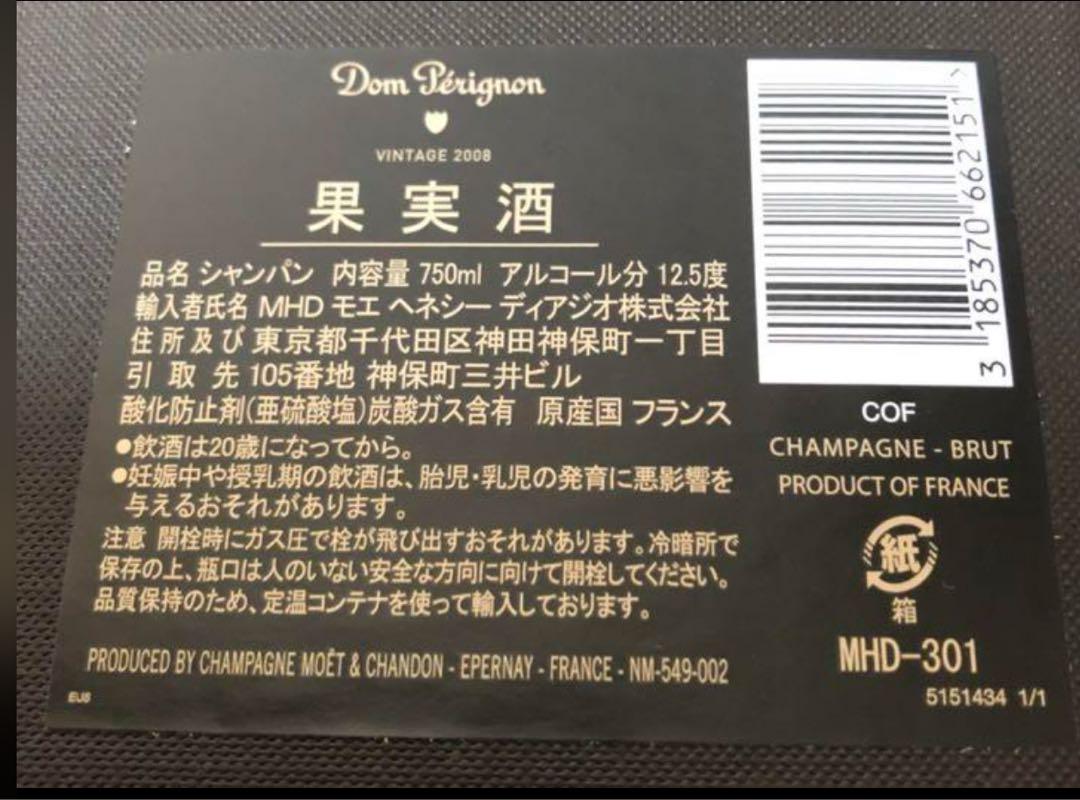 Dom Pérignon
VINTAGE 2008
果実酒
品名 シャンパン 内容量 750ml アルコール分 12.5度
輸入者氏名 MHD モエ ヘネシー ディアジオ株式会社
住所及び 東京都千代田区神田神保町一丁目
引取先 105番地 神保町三井ビル
酸化防止剤(亜硫酸塩)炭酸ガス含有 原産国 フランス
●飲酒は20歳になってから。
●妊娠中や授乳期の飲酒は、胎児・乳児の発育に悪影響を
与えるおそれがあります。
注意 開栓時にガス圧で栓が飛び出すおそれがあります。冷暗所で
保存の上、瓶口は人のいない安全な方向に向けて開栓してください。
品質保持のため、定温コンテナを使って輸入しております。
PRODUCED BY CHAMPAGNE MOËT & CHANDON - EPERNAY - FRANCE - NM-549-002
EUS
3 185370 662151 >
COF
CHAMPAGNE - BRUT
PRODUCT OF FRANCE
紙
箱
MHD-301
5151434 1/1